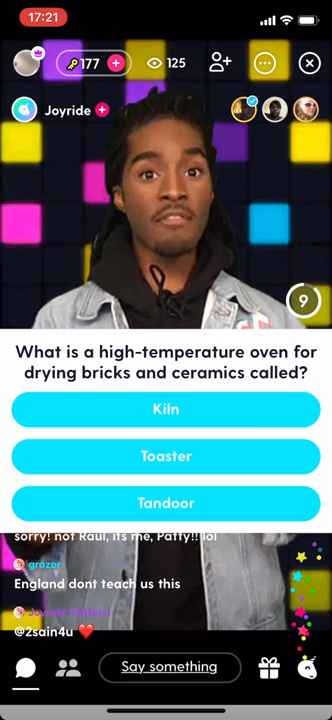 17:21
177
125
Joyride
9
What is a high-temperature oven for
drying bricks and ceramics called?
Kiln
Toaster
Tandoor
sorry! not Raul, its me, Patty!! lol
grazor
England dont teach us this
@2sain4u ❤️
Say something